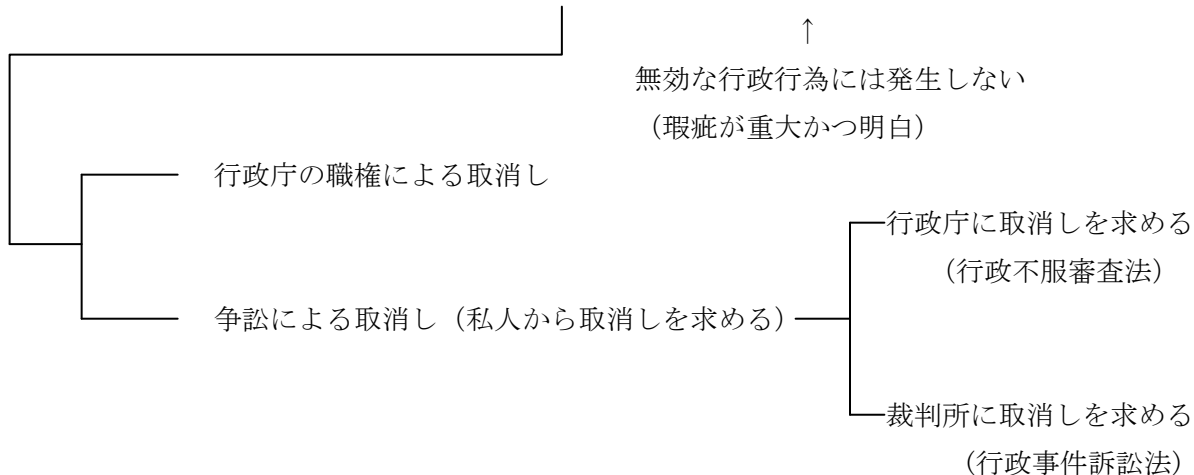 ↑
無効な行政行為には発生しない
（瑕疵が重大かつ明白）
行政庁の職権による取消し
行政庁に取消しを求める
（行政不服審査法）
争訟による取消し（私人から取消しを求める）
裁判所に取消しを求める
（行政事件訴訟法）